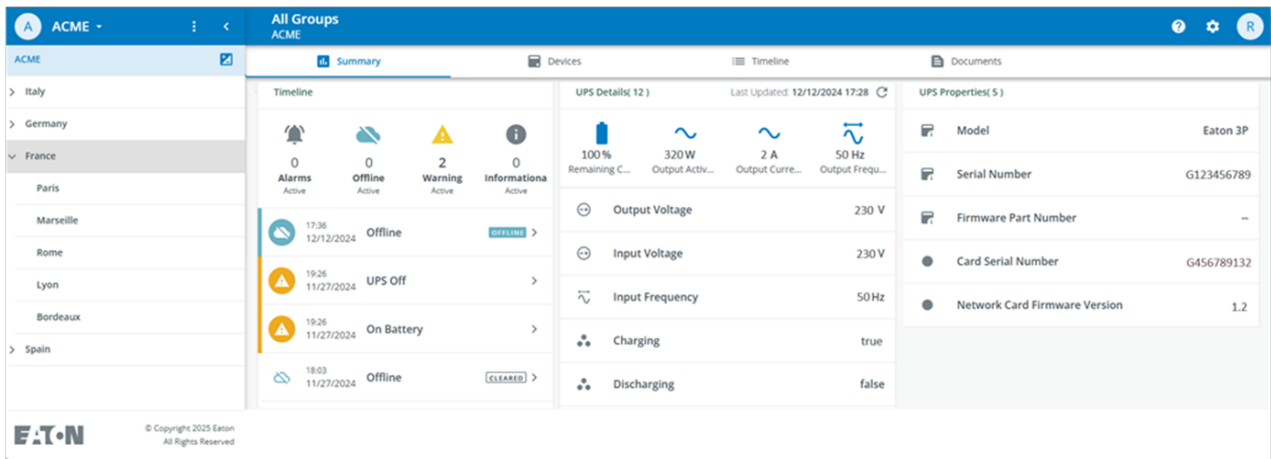 A ACME
All Groups
ACME
R
ACME
Summary
Devices
Timeline
Documents
Italy
Germany
France
Paris
Marseille
Rome
Lyon
Bordeaux
Spain
Timeline
0
Alarms
Active
0
Offline
Active
2
Warning
Active
0
Informationa
Active
17:36
12/12/2024
Offline
OFFLINE
19:26
11/27/2024
UPS Off
19:26
11/27/2024
On Battery
18:03
11/27/2024
Offline
CLEARED
UPS Details( 12 )
Last Updated: 12/12/2024 17:28
100 %
Remaining C...
320 W
Output Activ...
2 A
Output Curre...
50 Hz
Output Frequ...
Output Voltage 230 V
Input Voltage 230 V
Input Frequency 50 Hz
Charging true
Discharging false
UPS Properties( 5 )
Model Eaton 3P
Serial Number G123456789
Firmware Part Number --
Card Serial Number G456789132
Network Card Firmware Version 1.2
EATON
© Copyright 2025 Eaton
All Rights Reserved